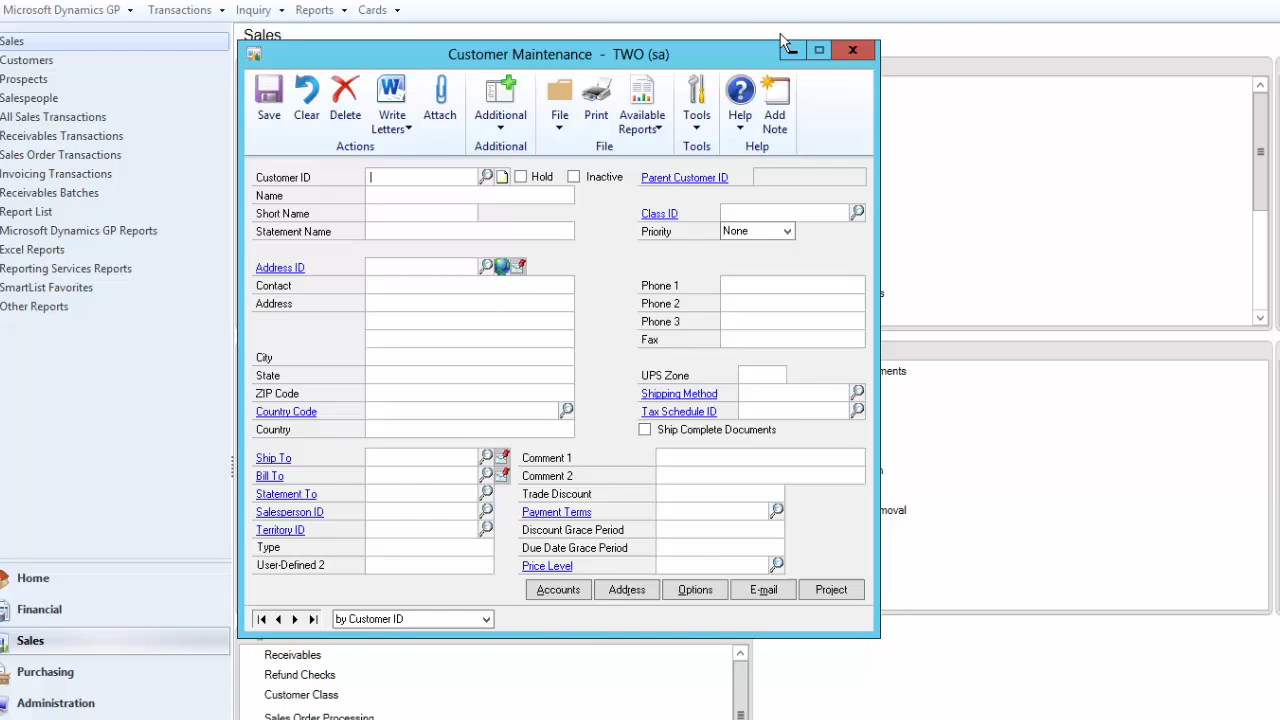 Microsoft Dynamics GP Transactions Inquiry Reports Cards
Sales
Customers
Prospects
Salespeople
All Sales Transactions
Receivables Transactions
Sales Order Transactions
Invoicing Transactions
Receivables Batches
Report List
Microsoft Dynamics GP Reports
Excel Reports
Reporting Services Reports
SmartList Favorites
Other Reports
Home
Financial
Sales
Purchasing
Administration
Sales
Customer Maintenance - TWO (sa)
Save Clear Delete Write Letters Attach Additional File Print Available Reports Tools Help Add Note
Actions Additional File Tools Help
Customer ID Hold Inactive Parent Customer ID
Name
Short Name Class ID
Statement Name Priority None
Address ID
Contact Phone 1
Address Phone 2
Phone 3
Fax
City
State UPS Zone
ZIP Code Shipping Method
Country Code Tax Schedule ID
Country Ship Complete Documents
Ship To Comment 1
Bill To Comment 2
Statement To Trade Discount
Salesperson ID Payment Terms
Territory ID Discount Grace Period
Type Due Date Grace Period
User-Defined 2 Price Level
Accounts Address Options E-mail Project
by Customer ID
Receivables
Refund Checks
Customer Class
Sales Order Processing